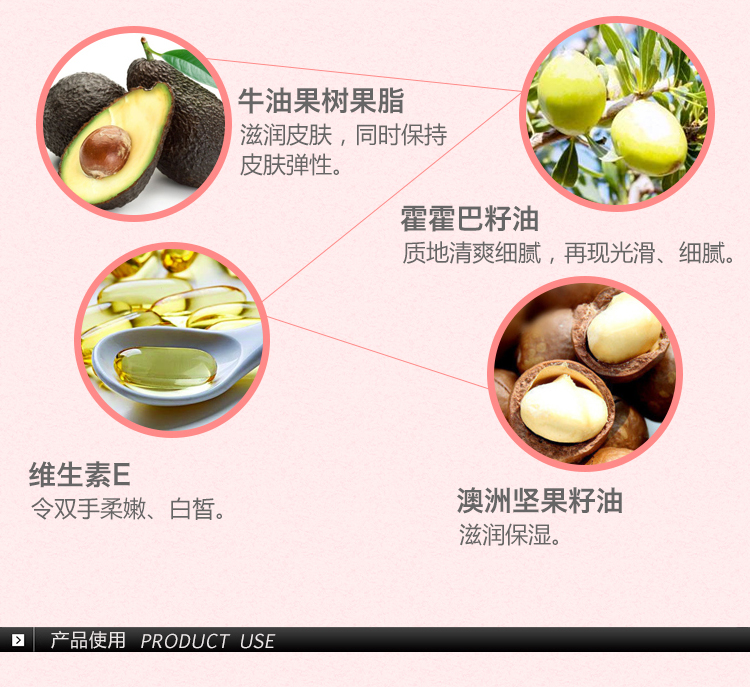 牛油果树果脂
滋润皮肤，同时保持
皮肤弹性。
霍霍巴籽油
质地清爽细腻，再现光滑、细腻。
维生素E
令双手柔嫩、白皙。
澳洲坚果籽油
滋润保湿。
产品使用 PRODUCT USE